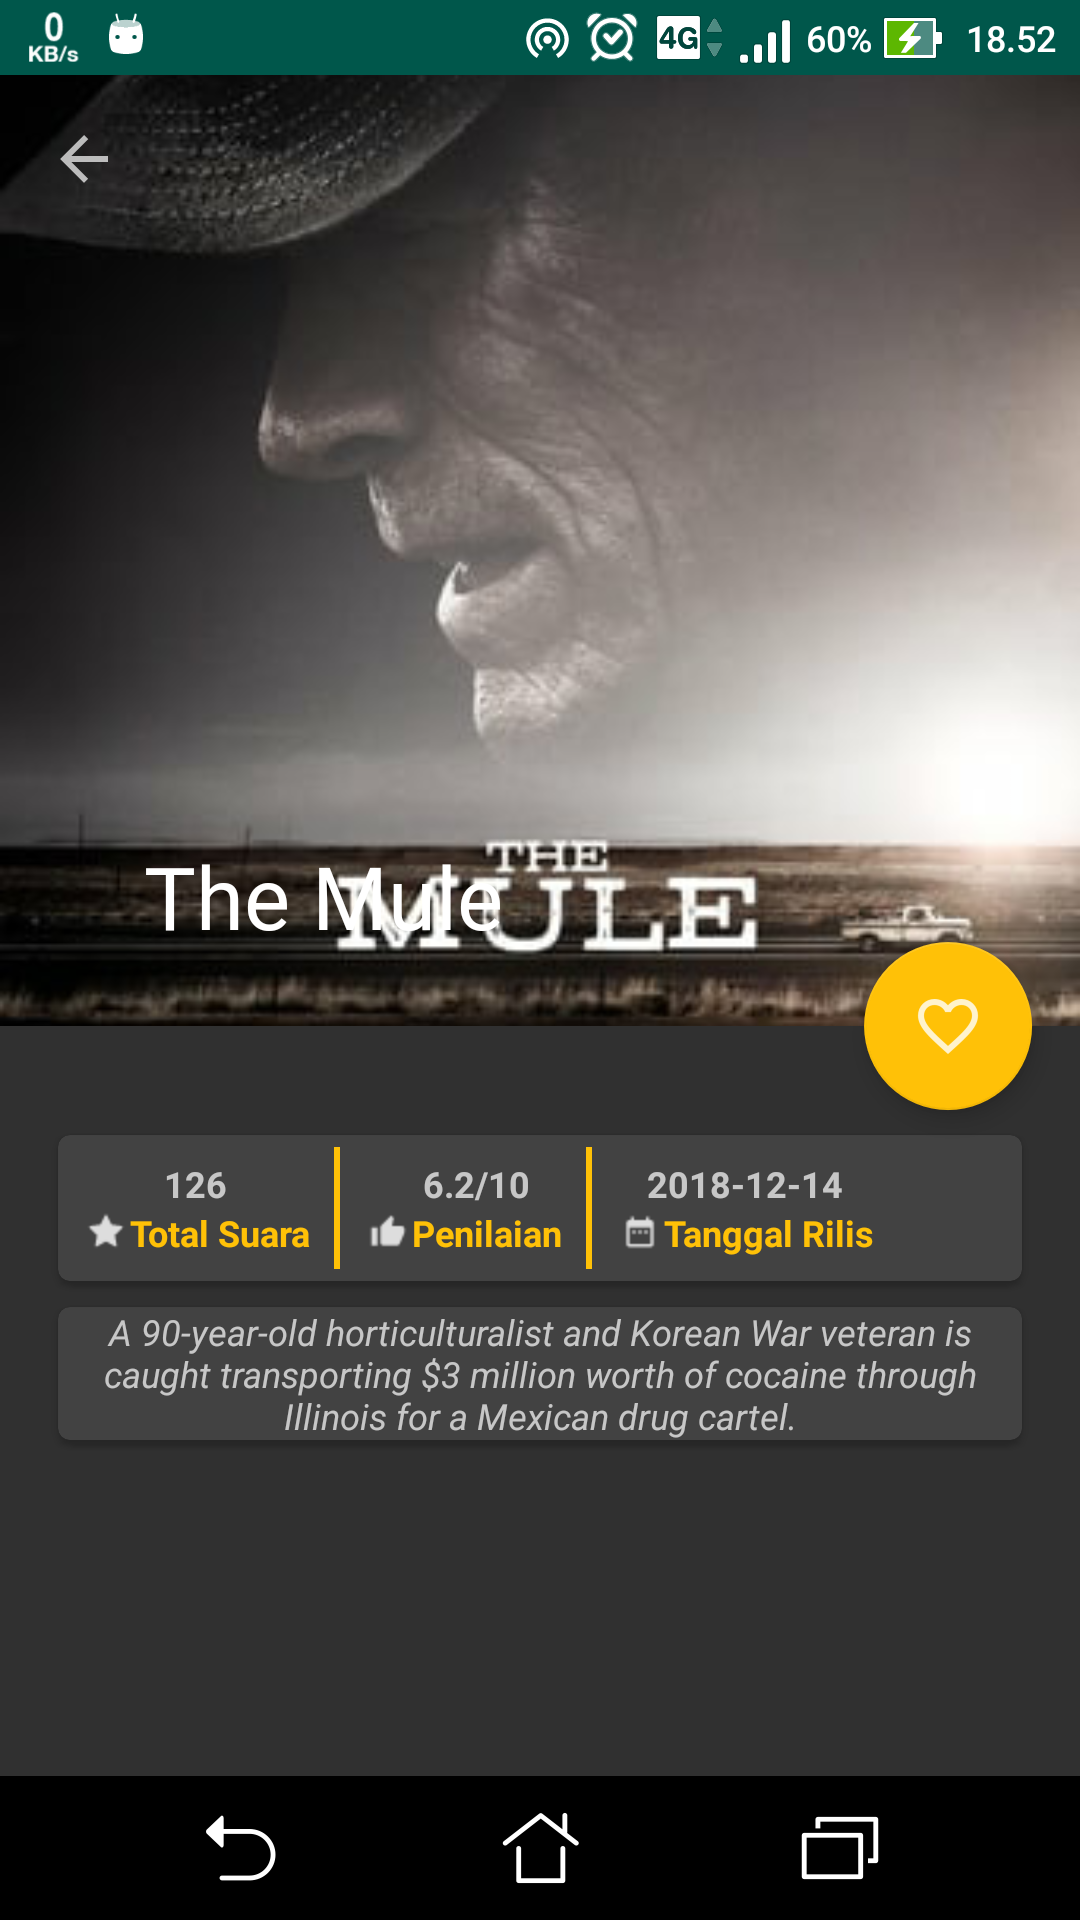 0
KB/s
4G
60%
18.52
THE
MULE
The Mule
126
6.2/10
2018-12-14
Total Suara
Penilaian
Tanggal Rilis
A 90-year-old horticulturalist and Korean War veteran is
caught transporting $3 million worth of cocaine through
Illinois for a Mexican drug cartel.